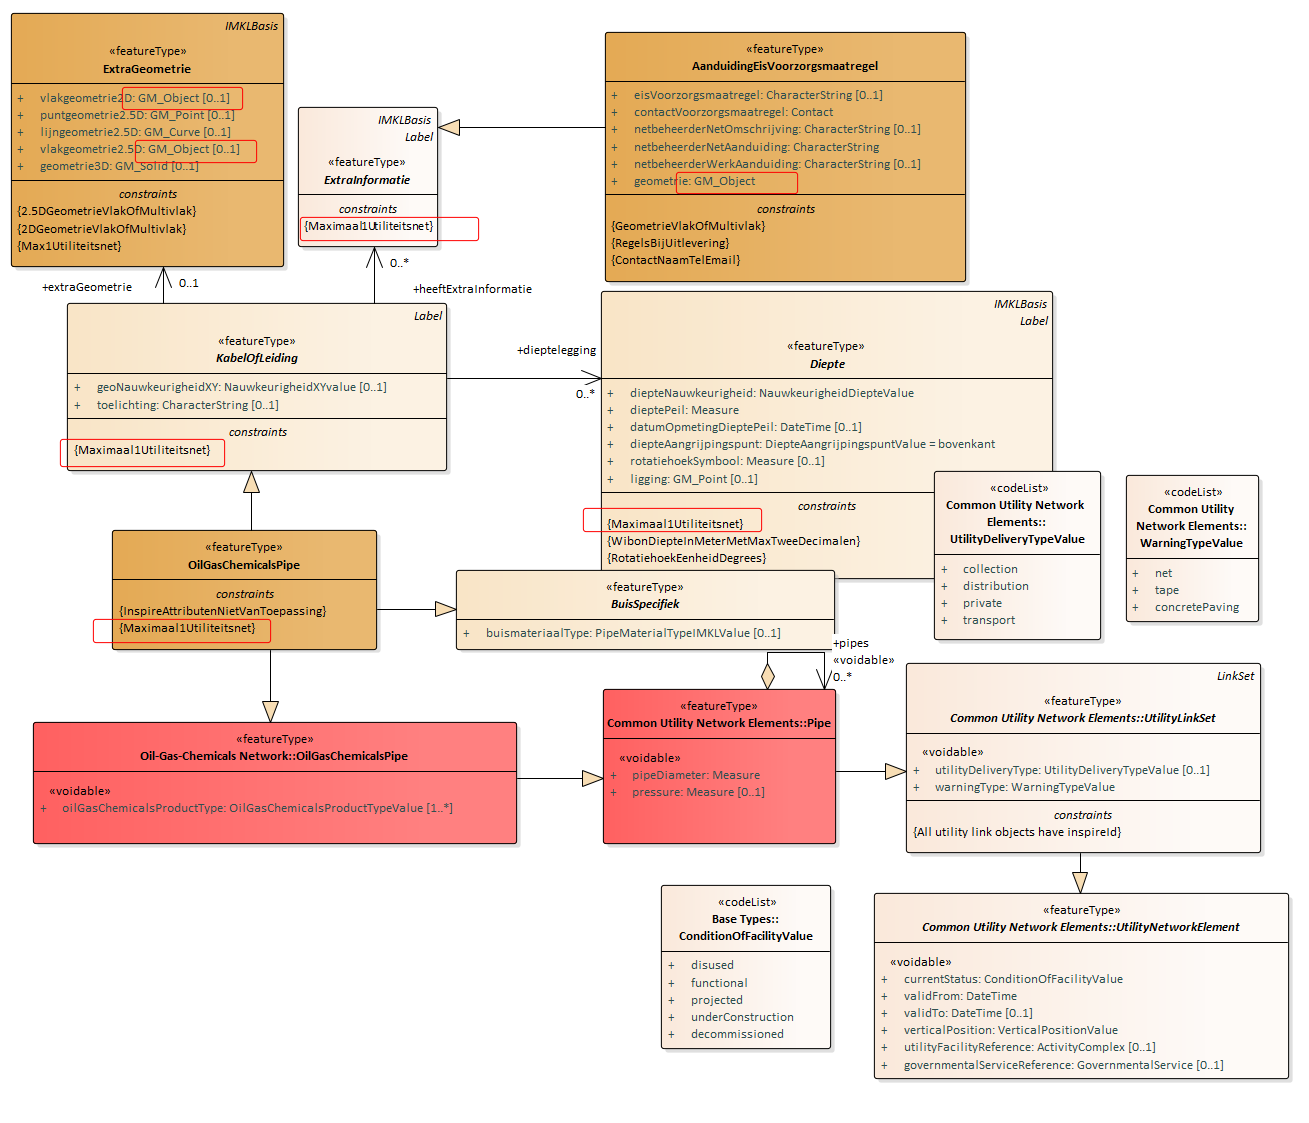 IMKLBasis
«featureType»
ExtraGeometrie
+ vlakgeometrie2D: GM_Object [0..1]
+ puntgeometrie2.5D: GM_Point [0..1]
+ lijngeometrie2.5D: GM_Curve [0..1]
+ vlakgeometrie2.5D: GM_Object [0..1]
+ geometrie3D: GM_Solid [0..1]
constraints
{2.5DGeometrieVlakOfMultivlak}
{2DGeometrieVlakOfMultivlak}
{Max1Utiliteitsnet}
IMKLBasis
Label
«featureType»
ExtraInformatie
constraints
{Maximaal1Utiliteitsnet}
«featureType»
AanduidingEisVoorzorgsmaatregel
+ eisVoorzorgsmaatregel: CharacterString [0..1]
+ contactVoorzorgsmaatregel: Contact
+ netbeheerderNetOmschrijving: CharacterString [0..1]
+ netbeheerderNetAanduiding: CharacterString
+ netbeheerderWerkAanduiding: CharacterString [0..1]
+ geometrie: GM_Object
constraints
{GeometrieVlakOfMultivlak}
{RegelsBijUitlevering}
{ContactNaamTelEmail}
+extraGeometrie
0..1
0..*
+heeftExtraInformatie
Label
«featureType»
KabelOfLeiding
+ geoNauwkeurigheidXY: NauwkeurigheidXYvalue [0..1]
+ toelichting: CharacterString [0..1]
constraints
{Maximaal1Utiliteitsnet}
+dieptelegging
0..*
IMKLBasis
Label
«featureType»
Diepte
+ diepteNauwkeurigheid: NauwkeurigheidDiepteValue
+ dieptePeil: Measure
+ datumOpmetingDieptePeil: DateTime [0..1]
+ diepteAangrijpingspunt: DiepteAangrijpingspuntValue = bovenkant
+ rotatiehoekSymbool: Measure [0..1]
+ ligging: GM_Point [0..1]
constraints
{Maximaal1Utiliteitsnet}
{WibonDiepteInMeterMetMaxTweeDecimalen}
{RotatiehoekEenheidDegrees}
«codeList»
Common Utility Network
Elements::
UtilityDeliveryTypeValue
+ collection
+ distribution
+ private
+ transport
«codeList»
Common Utility
Network Elements::
WarningTypeValue
+ net
+ tape
+ concretePaving
«featureType»
OilGasChemicalsPipe
constraints
{InspireAttributenNietVanToepassing}
{Maximaal1Utiliteitsnet}
«featureType»
BuisSpecifiek
+ buismateriaalType: PipeMaterialTypeIMKLValue [0..1]
+pipes
«voidable»
0..*
«featureType»
Oil-Gas-Chemicals Network::OilGasChemicalsPipe
«voidable»
+ oilGasChemicalsProductType: OilGasChemicalsProductTypeValue [1..*]
«featureType»
Common Utility Network Elements::Pipe
«voidable»
+ pipeDiameter: Measure
+ pressure: Measure [0..1]
LinkSet
«featureType»
Common Utility Network Elements::UtilityLinkSet
«voidable»
+ utilityDeliveryType: UtilityDeliveryTypeValue [0..1]
+ warningType: WarningTypeValue
constraints
{All utility link objects have inspireId}
«codeList»
Base Types::
ConditionOfFacilityValue
+ disused
+ functional
+ projected
+ underConstruction
+ decommissioned
«featureType»
Common Utility Network Elements::UtilityNetworkElement
«voidable»
+ currentStatus: ConditionOfFacilityValue
+ validFrom: DateTime
+ validTo: DateTime [0..1]
+ verticalPosition: VerticalPositionValue
+ utilityFacilityReference: ActivityComplex [0..1]
+ governmentalServiceReference: GovernmentalService [0..1]